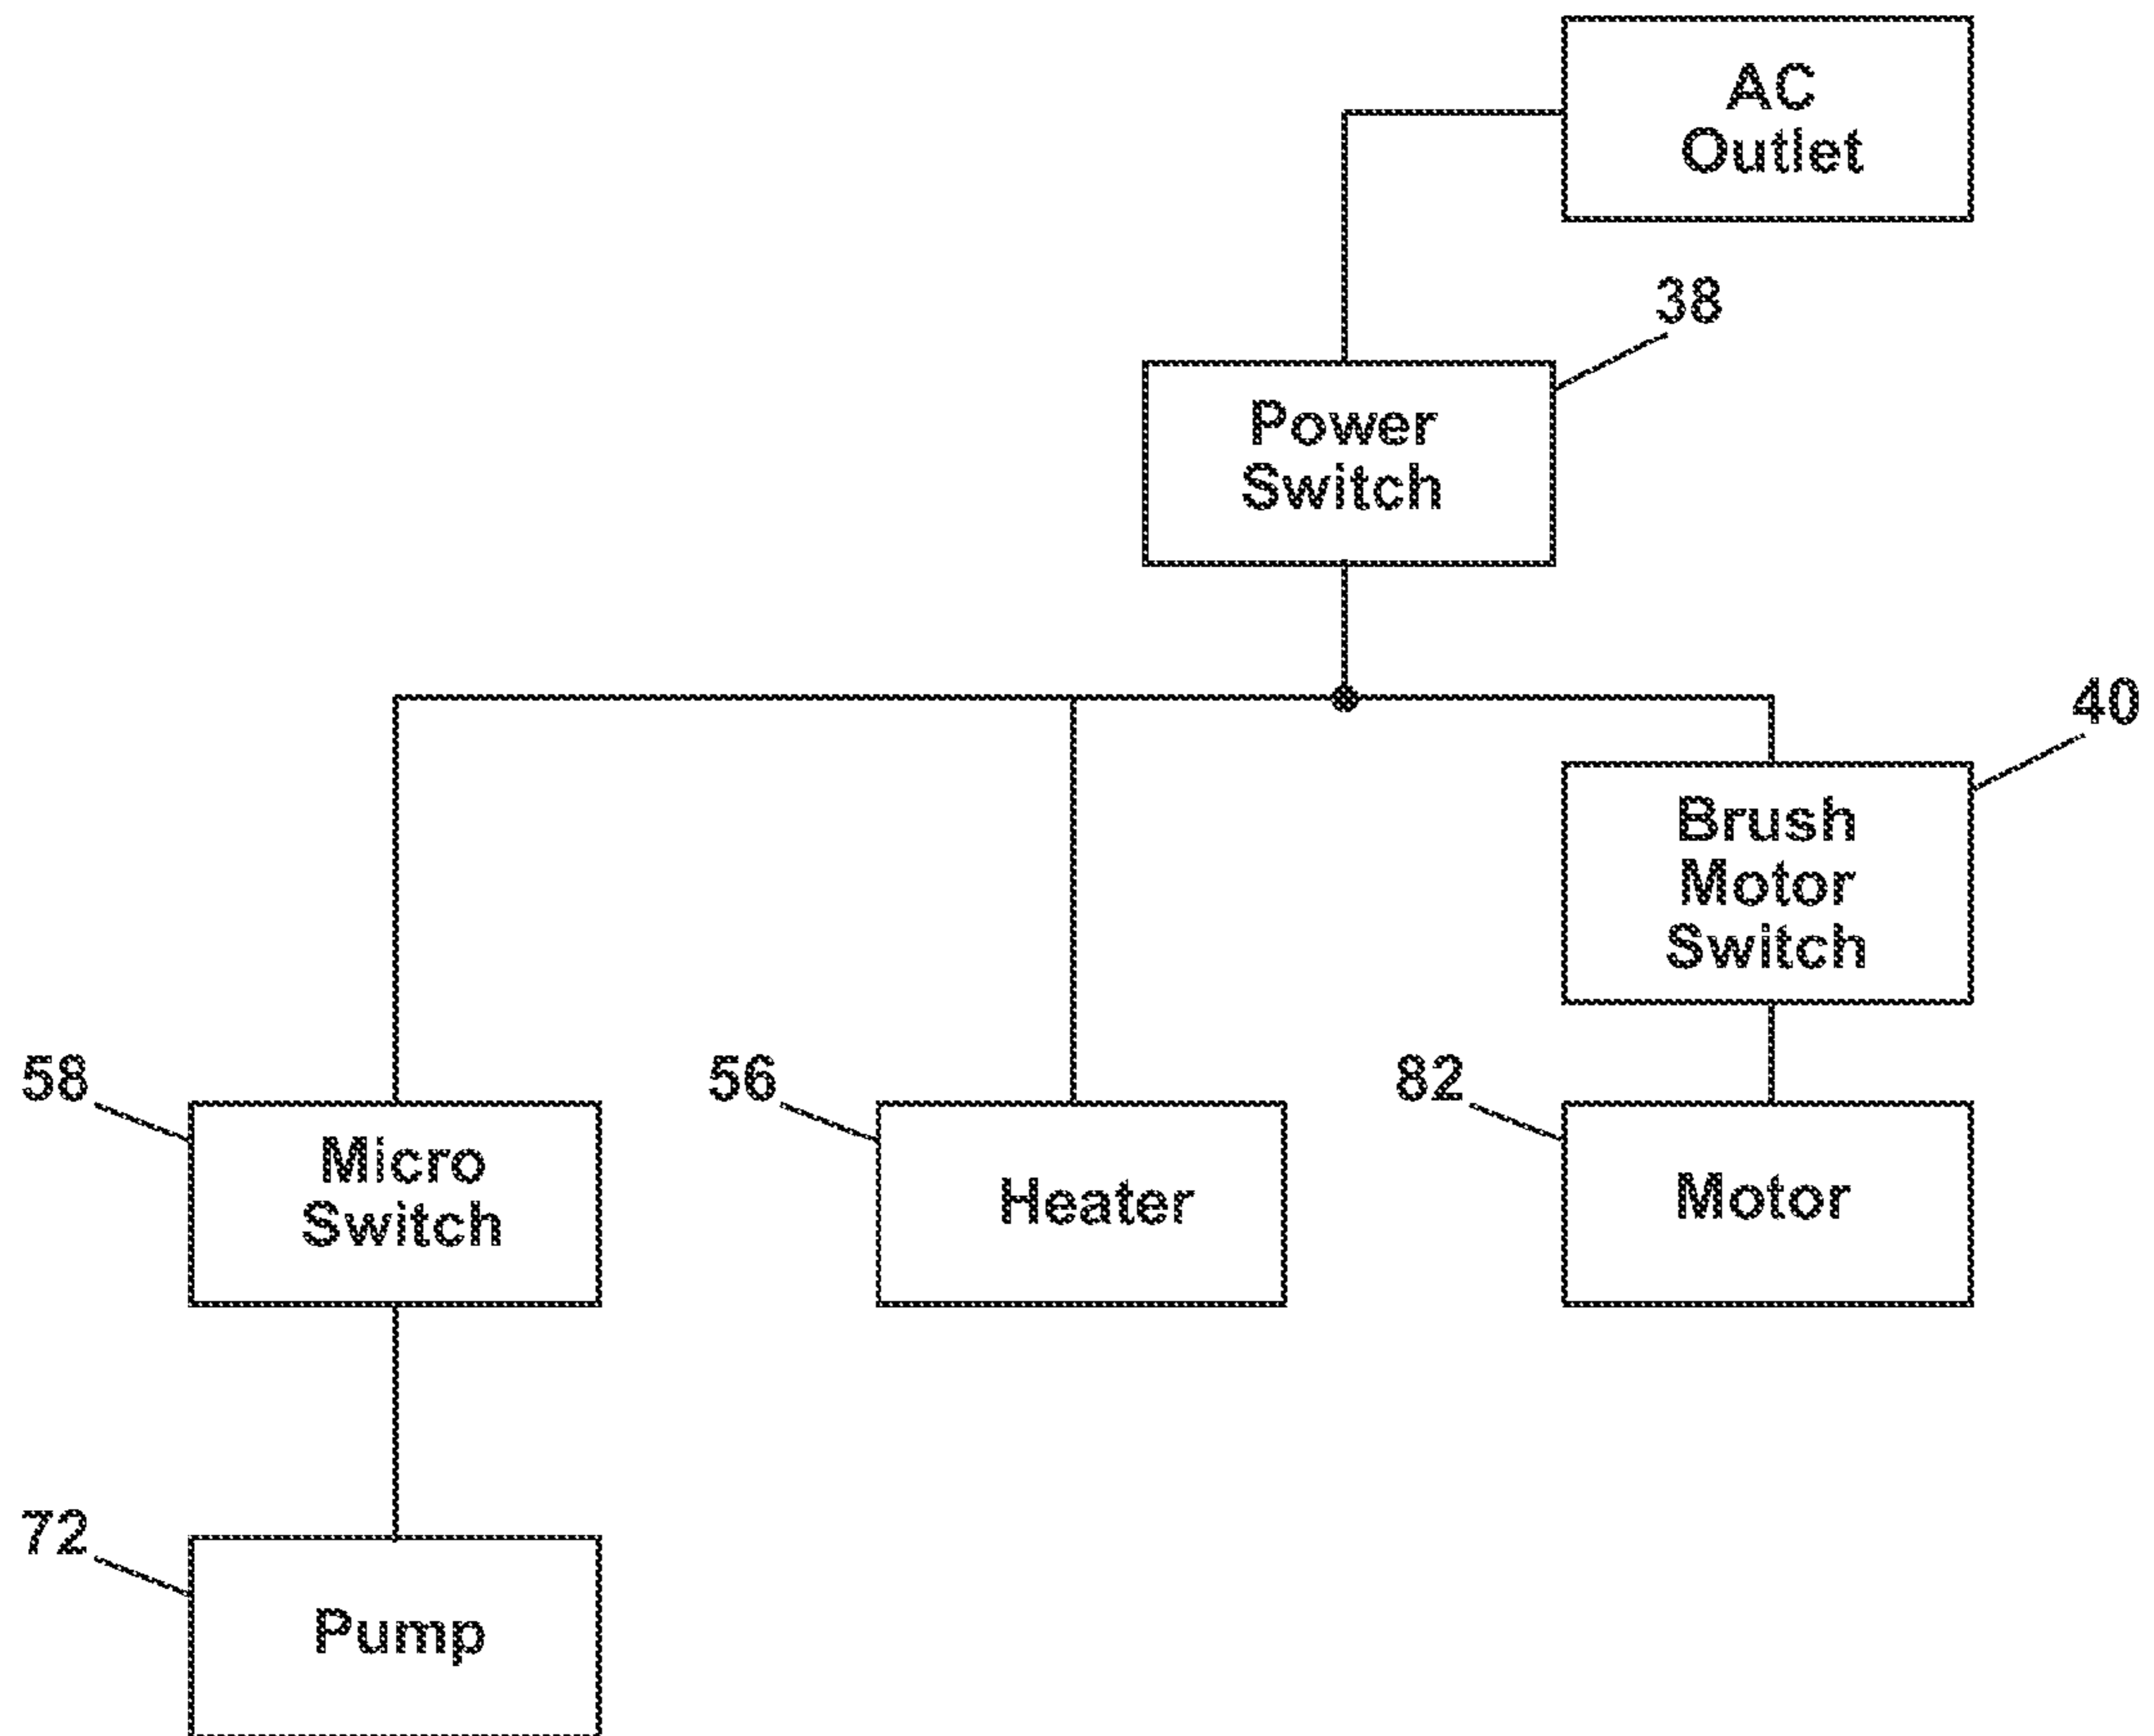 AC
Outlet
38
Power
Switch
40
Brush
Motor
Switch
58
Micro
Switch
56
Heater
82
Motor
72
Pump